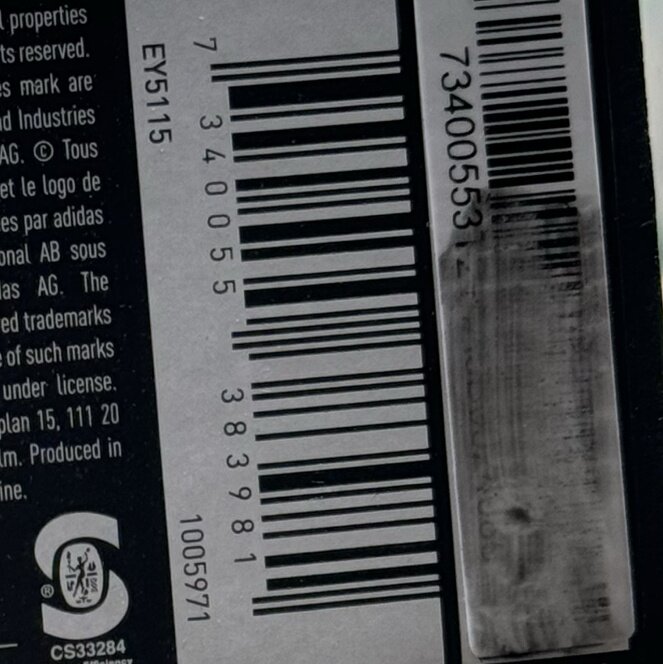 l properties
ts reserved.
es mark are
nd Industries
AG. © Tous
et le logo de
es par adidas
onal AB sous
las AG. The
ed trademarks
of such marks
under license.
plan 15, 111 20
lm. Produced in
ine.
®
CS33284
EY5115
7 340055 383981
1005971
73400553